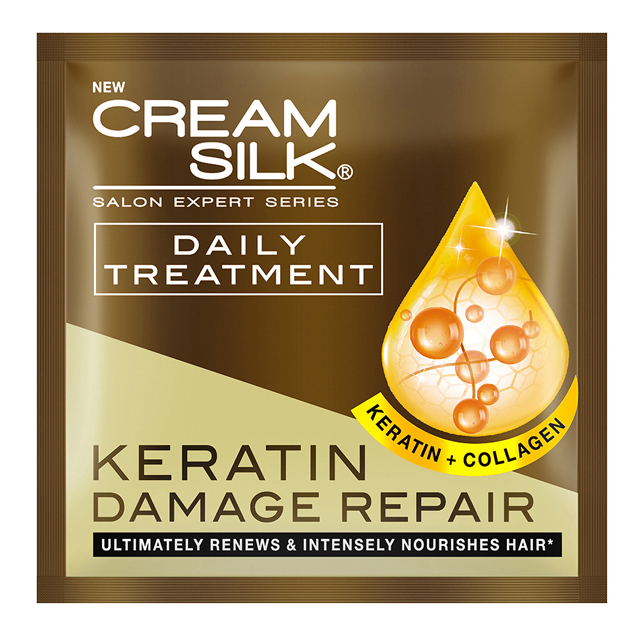 NEW
CREAM
SILK®
SALON EXPERT SERIES
DAILY
TREATMENT
KERATIN + COLLAGEN
KERATIN
DAMAGE REPAIR
ULTIMATELY RENEWS & INTENSELY NOURISHES HAIR*